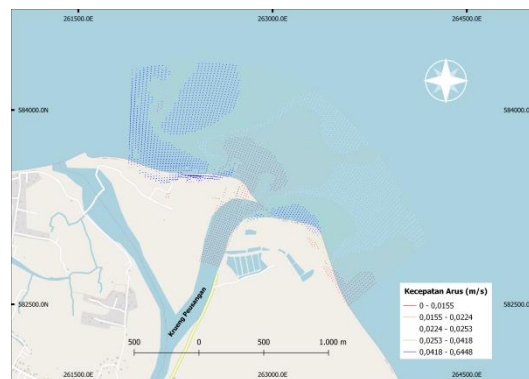 261500.0E 263000.0E 264500.0E
584000.0N 584000.0N
Krueng Peusangan
Kecepatan Arus (m/s)
0 - 0,0155
0,0155 - 0,0224
0,0224 - 0,0253
0,0253 - 0,0418
0,0418 - 0,6448
582500.0N 582500.0N
500 0 500 1.000 m
261500.0E 263000.0E 264500.0E